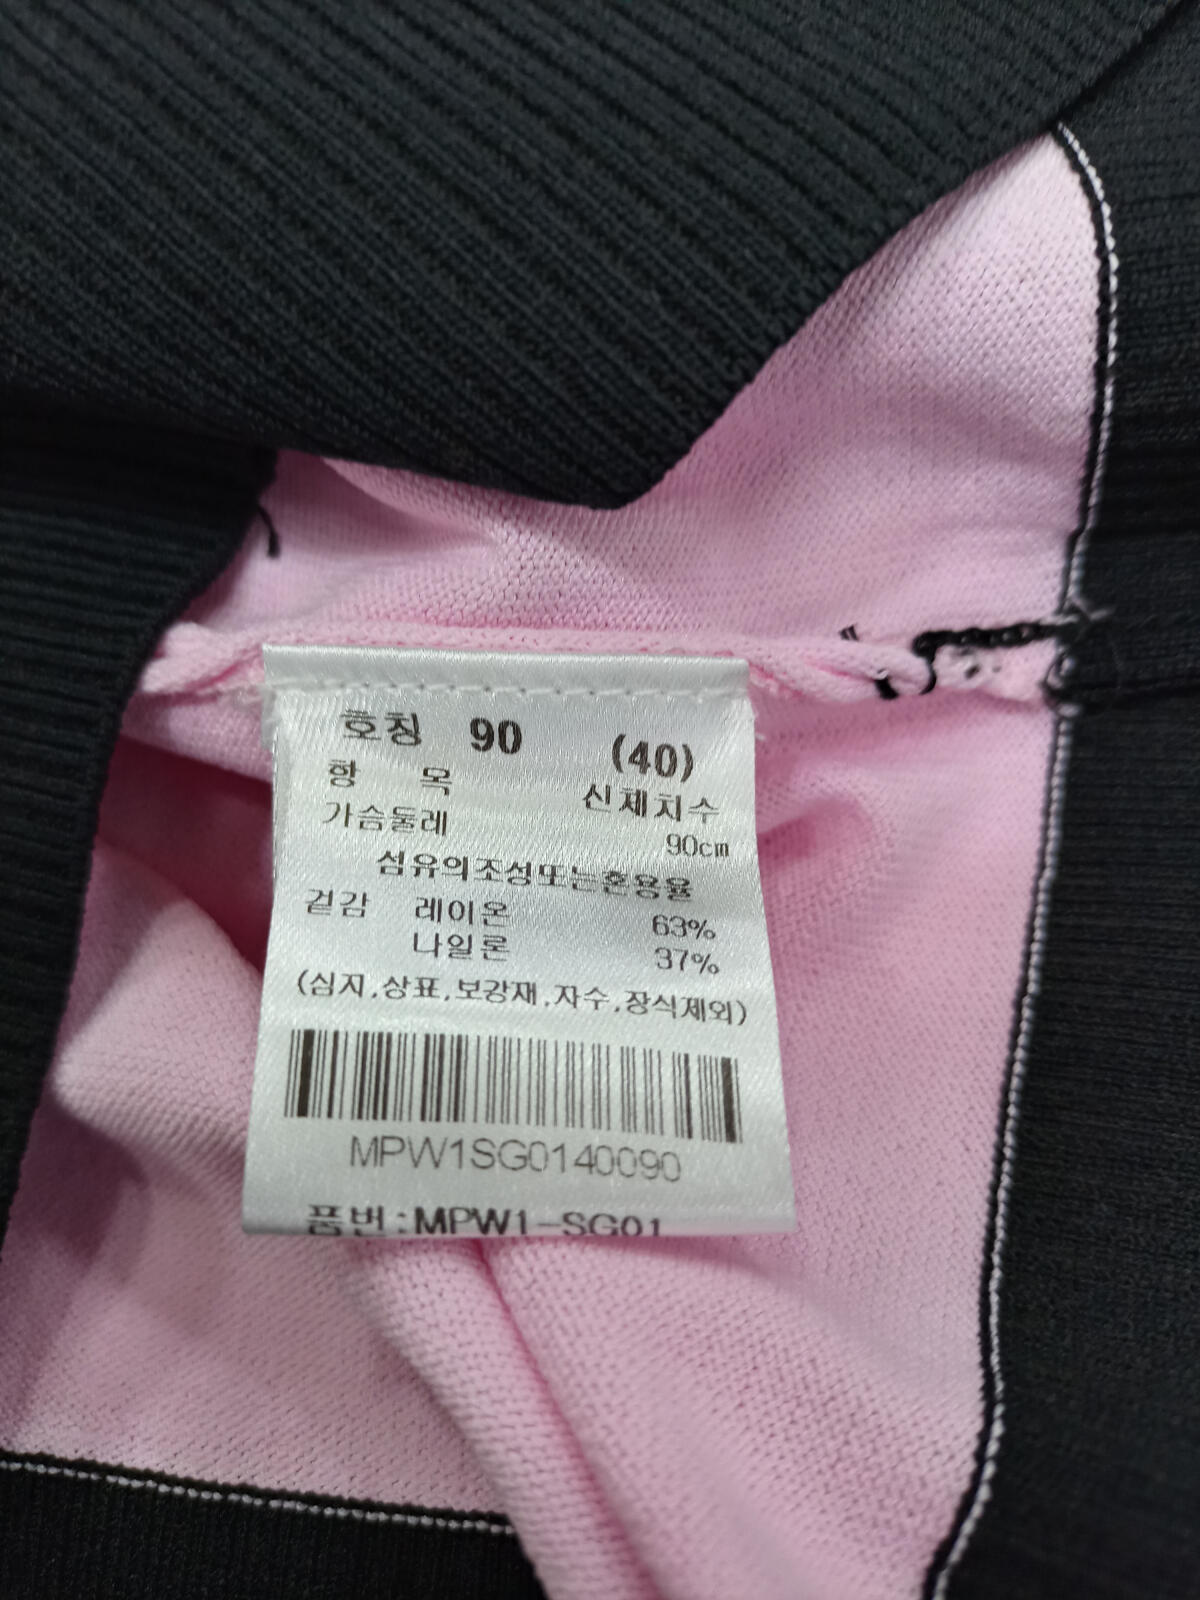 호칭 90 (40)
항 목 신체치수
가슴둘레 90cm
섬유의조성또는혼용율
겉감 레이온 63%
나일론 37%
(심지,상표,보강재,자수,장식제외)
MPW1SG0140090
품번:MPW1-SG01